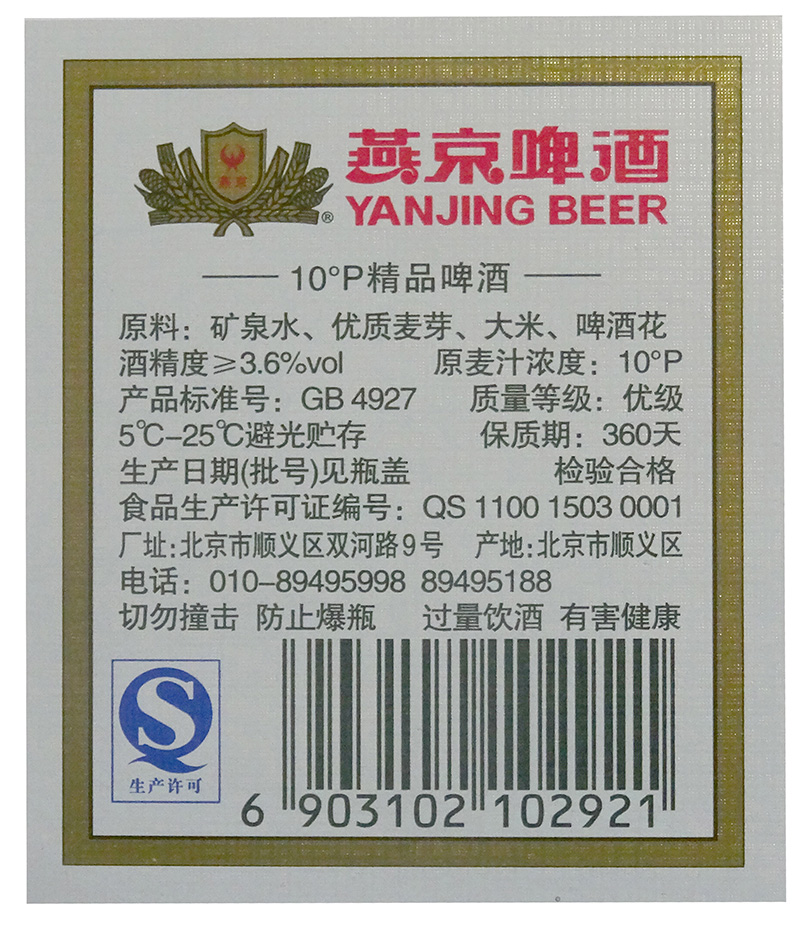 燕京
®
燕京啤酒
YANJING BEER
10°P精品啤酒
原料：矿泉水、优质麦芽、大米、啤酒花
酒精度≥3.6%vol 原麦汁浓度：10°P
产品标准号：GB 4927 质量等级：优级
5℃-25℃避光贮存 保质期：360天
生产日期(批号)见瓶盖 检验合格
食品生产许可证编号：QS 1100 1503 0001
厂址:北京市顺义区双河路9号 产地:北京市顺义区
电话：010-89495998 89495188
切勿撞击 防止爆瓶 过量饮酒 有害健康
S
生产许可
6 903102 102921